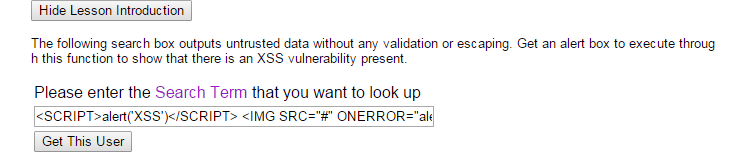 Hide Lesson Introduction
The following search box outputs untrusted data without any validation or escaping. Get an alert box to execute throug
h this function to show that there is an XSS vulnerability present.
Please enter the Search Term that you want to look up
<SCRIPT>alert('XSS')</SCRIPT> <IMG SRC="#" ONERROR="ale
Get This User